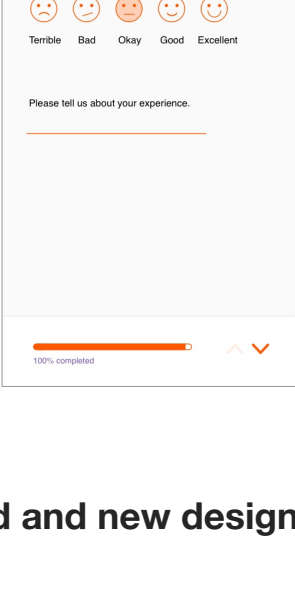 Terrible Bad Okay Good Excellent
Please tell us about your experience.
100% completed
d and new design